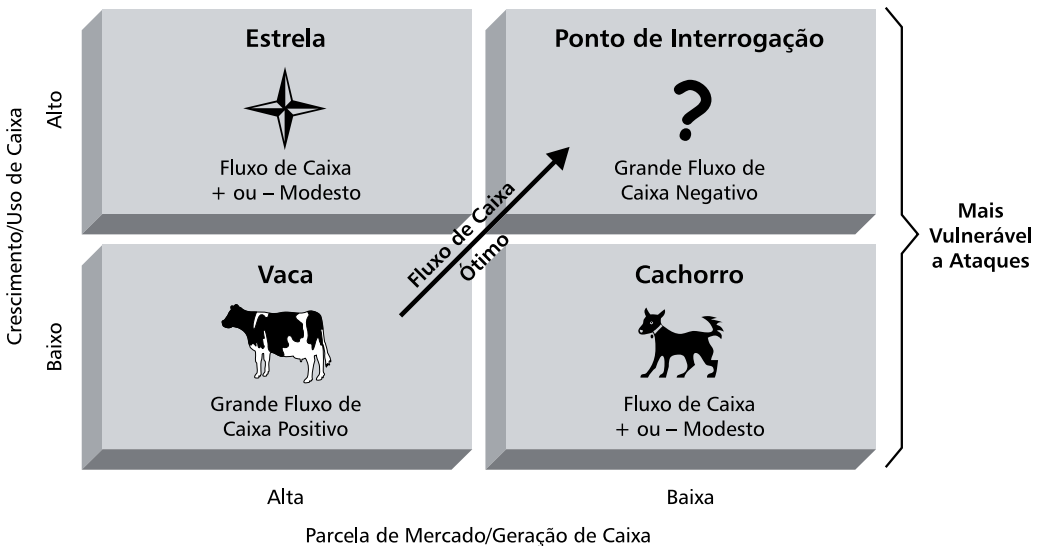 Crescimento/Uso de Caixa
Alto
Baixo
Estrela
Fluxo de Caixa
+ ou – Modesto
Ponto de Interrogação
?
Grande Fluxo de
Caixa Negativo
Fluxo de Caixa
Ótimo
Vaca
Grande Fluxo de
Caixa Positivo
Cachorro
Fluxo de Caixa
+ ou – Modesto
Mais
Vulnerável
a Ataques
Alta
Baixa
Parcela de Mercado/Geração de Caixa